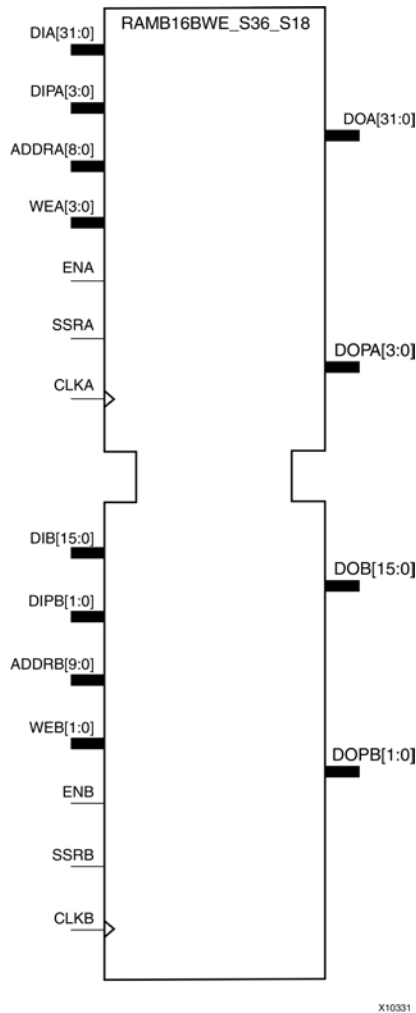 RAMB16BWE_S36_S18
DIA[31:0]
DIPA[3:0]
ADDRA[8:0]
WEA[3:0]
ENA
SSRA
CLKA
DOA[31:0]
DOPA[3:0]
DIB[15:0]
DIPB[1:0]
ADDRB[9:0]
WEB[1:0]
ENB
SSRB
CLKB
DOB[15:0]
DOPB[1:0]
X10331